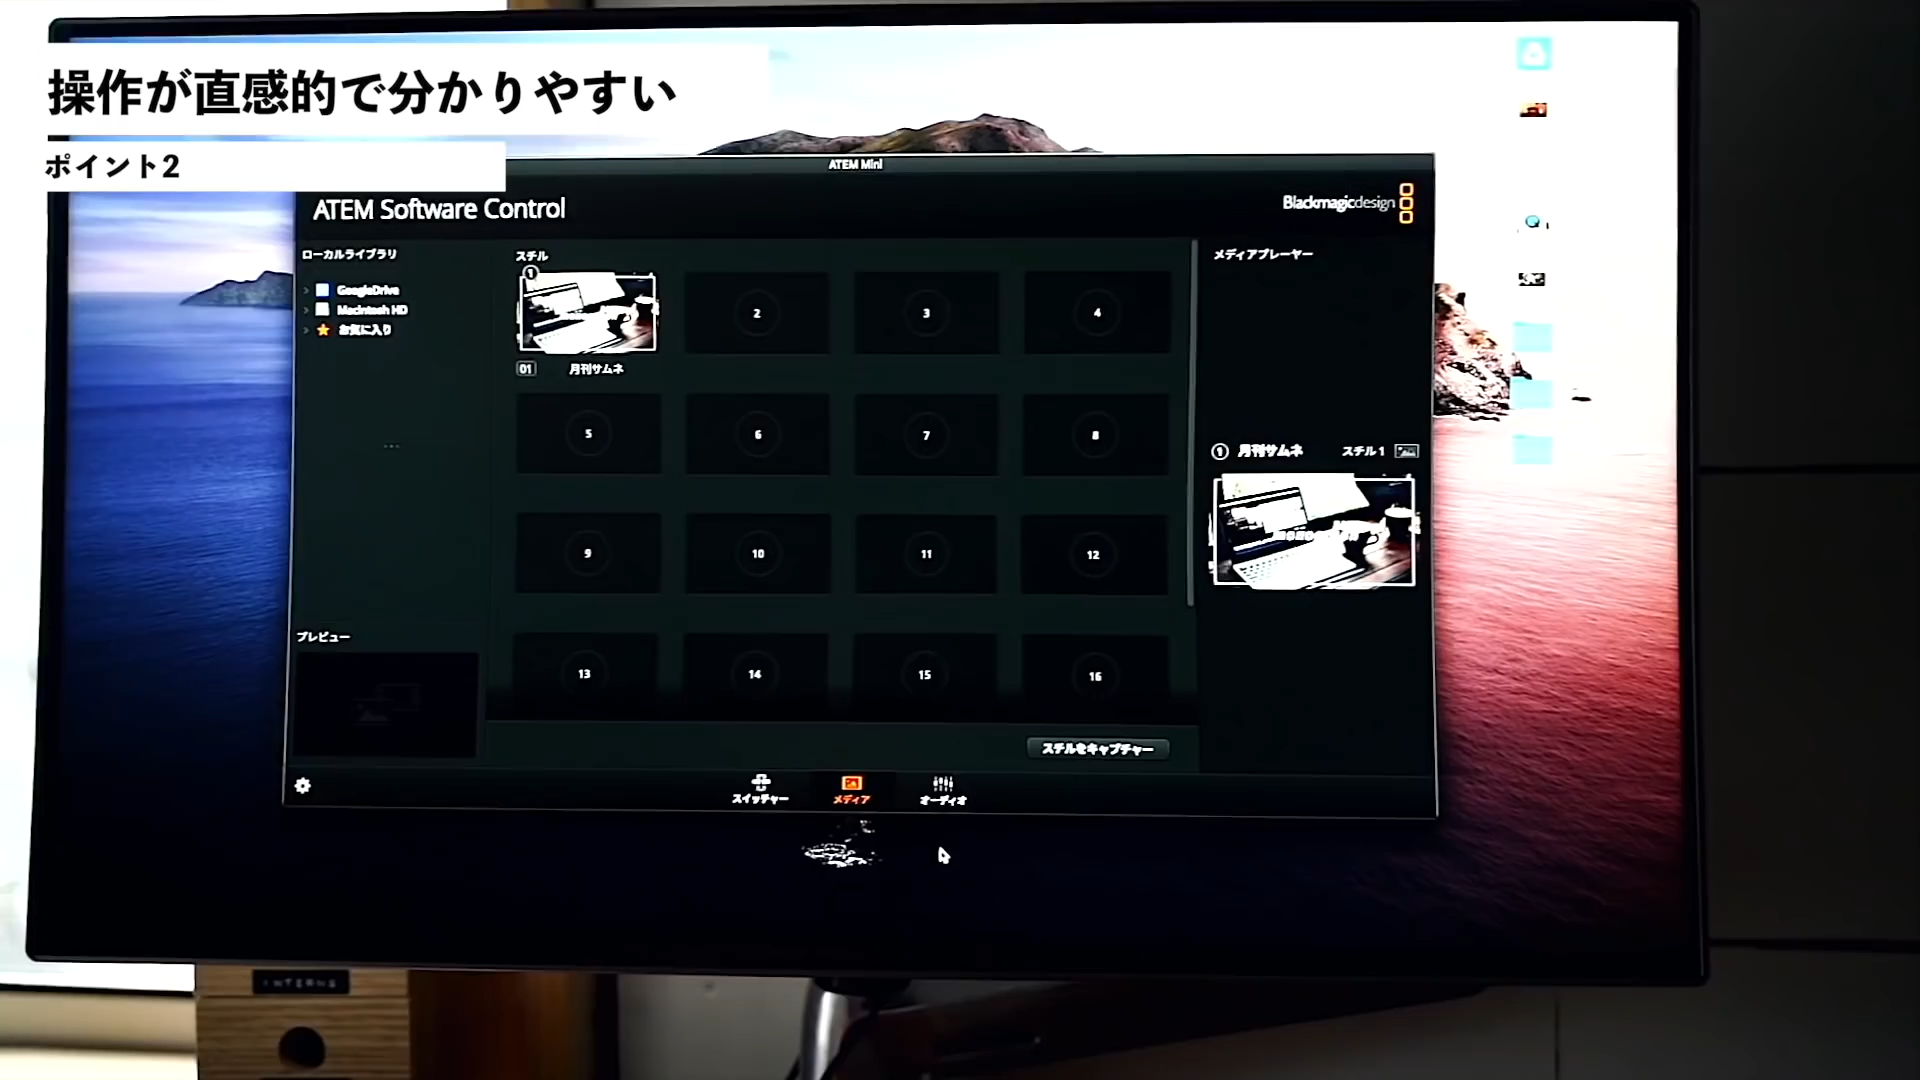 操作が直感的で分かりやすい
ポイント2
ATEM Mini
ATEM Software Control
Blackmagicdesign
ローカルライブラリ
GoogleDrive
Macintosh HD
お気に入り
スチル
1
2
3
4
01 月刊サムネ
5
6
7
8
9
10
11
12
13
14
15
16
メディアプレーヤー
1 月刊サムネ スチル1
プレビュー
スチルをキャプチャー
スイッチャー
メディア
オーディオ